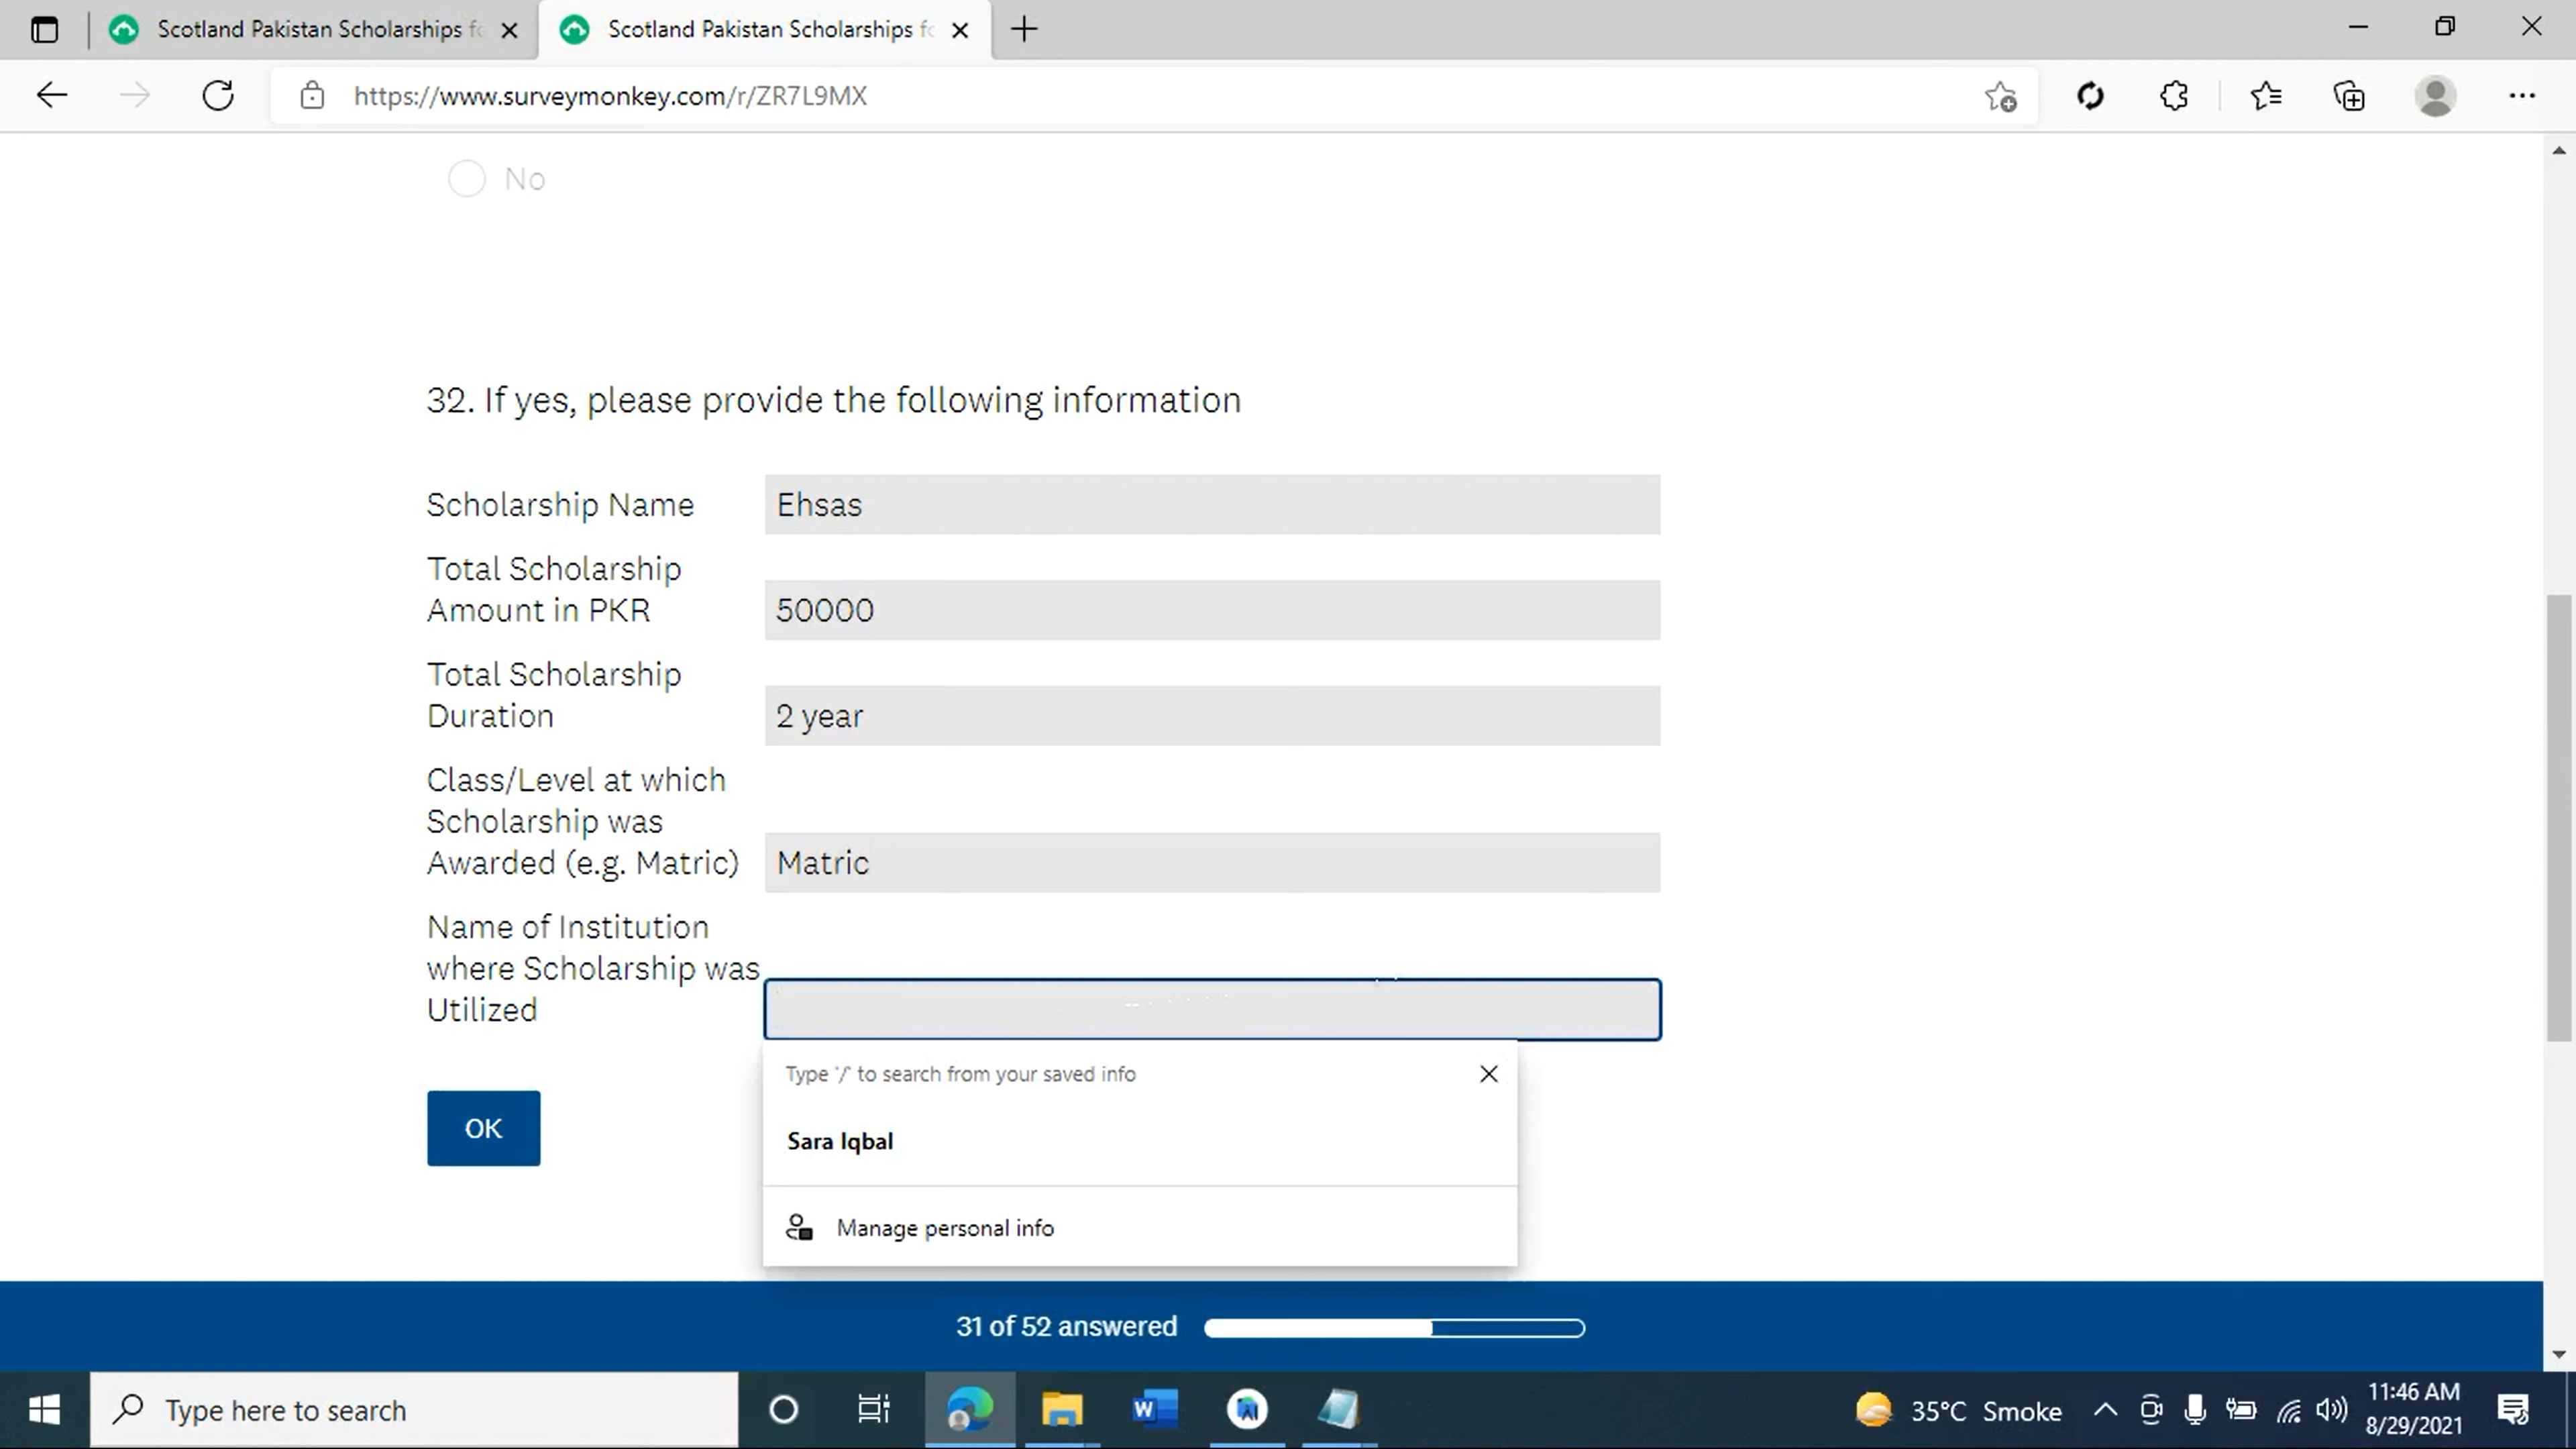 Scotland Pakistan Scholarships fo
Scotland Pakistan Scholarships fo
https://www.surveymonkey.com/r/ZR7L9MX
No
32. If yes, please provide the following information
Scholarship Name
Ehsas
Total Scholarship
Amount in PKR
50000
Total Scholarship
Duration
2 year
Class/Level at which
Scholarship was
Awarded (e.g. Matric)
Matric
Name of Institution
where Scholarship was
Utilized
Type '/' to search from your saved info
Sara Iqbal
Manage personal info
OK
31 of 52 answered
Type here to search
35°C Smoke
11:46 AM
8/29/2021